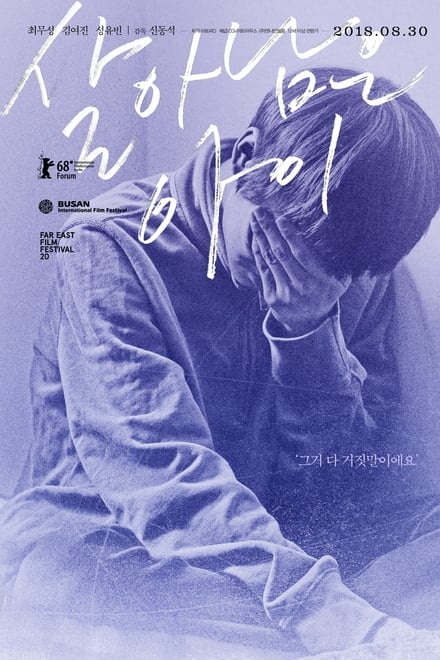 최무성 김여진 성유빈 | 감독 신동석
2018.08.30
살아남은
아이
68
Forum
BUSAN
International Film Festival
FAR EAST
FILM/
FESTIVAL
20
‘그거 다 거짓말이에요’